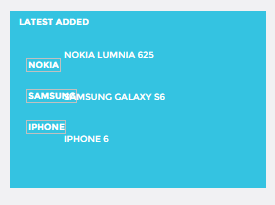 LATEST ADDED
NOKIA LUMNIA 625
NOKIA
SAMSUNG SAMSUNG GALAXY S6
IPHONE
IPHONE 6